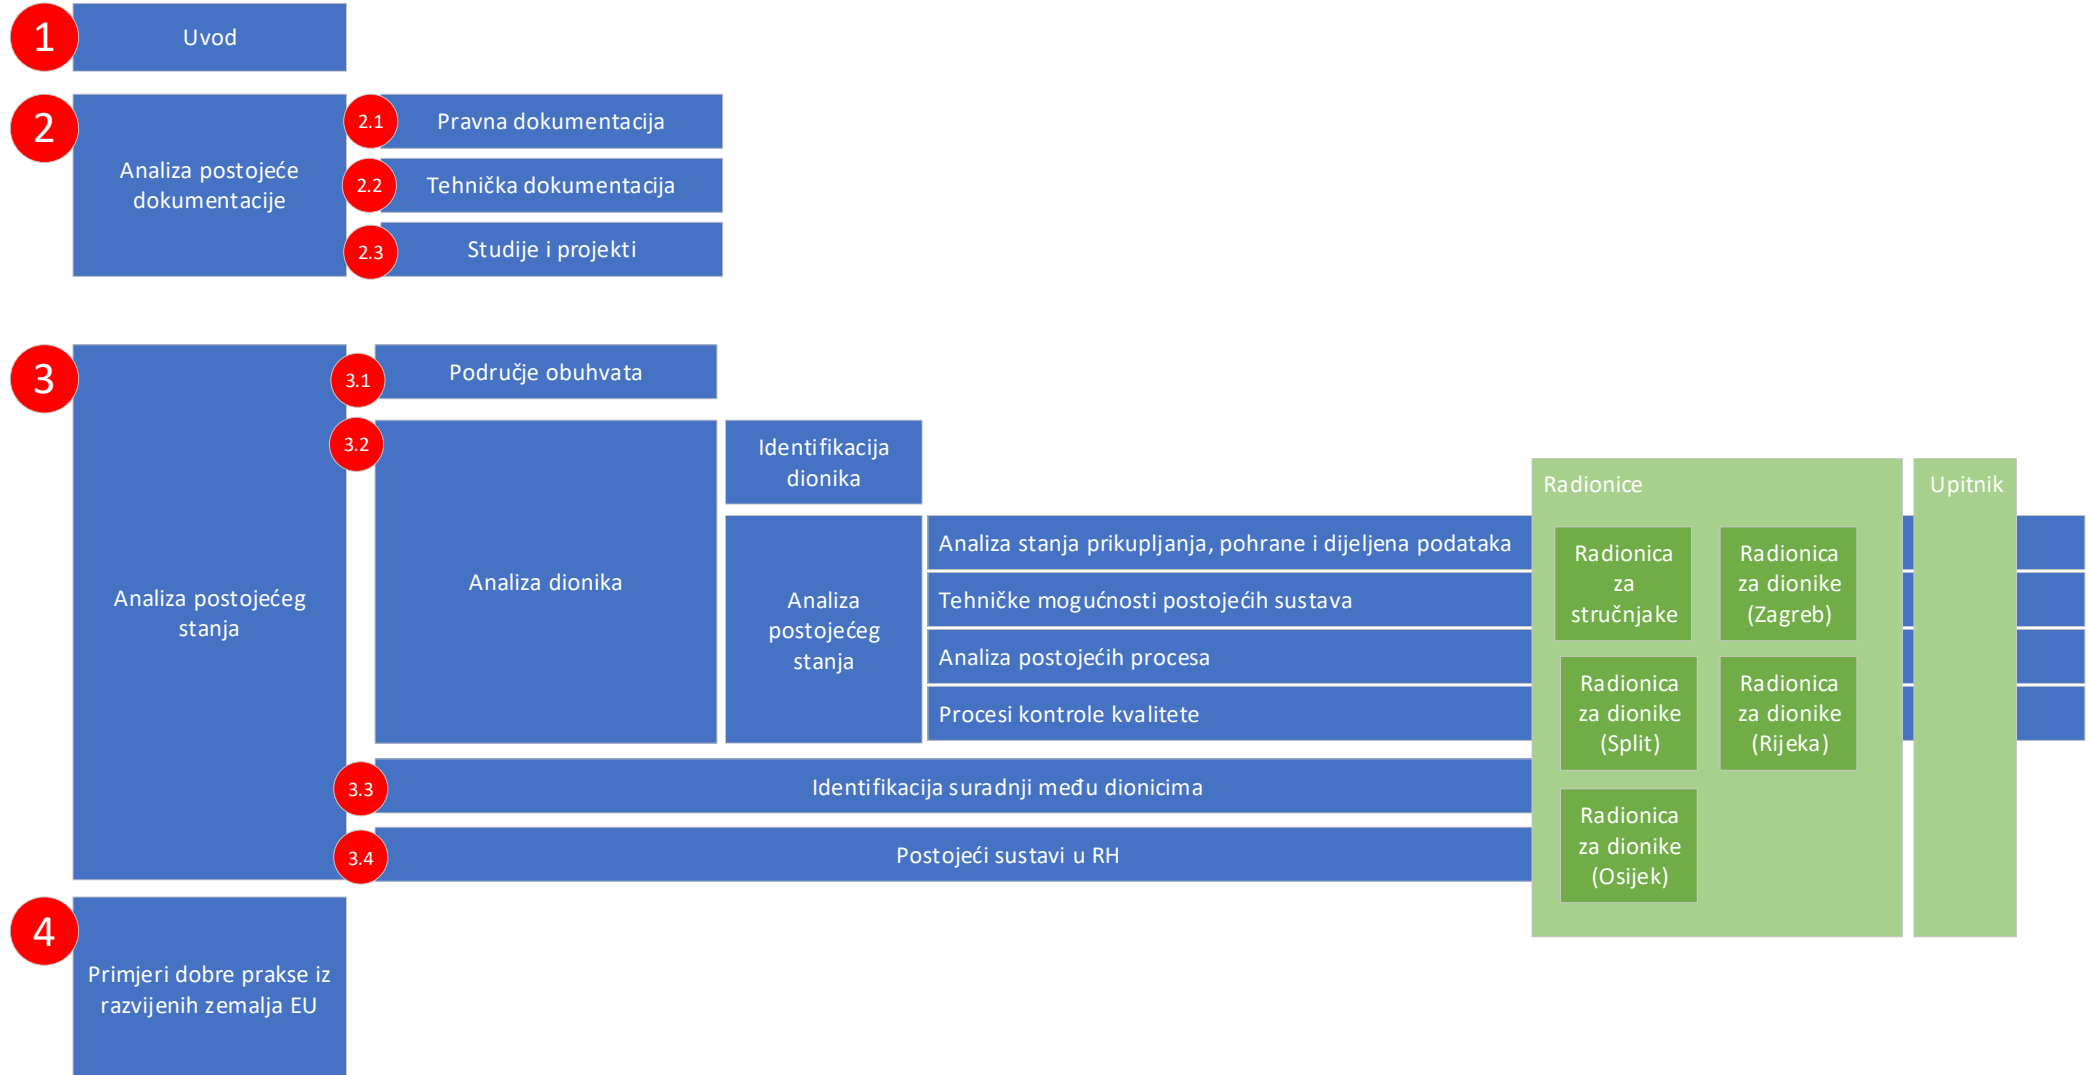 1
Uvod
2
Analiza postojeće
dokumentacije
2.1
Pravna dokumentacija
2.2
Tehnička dokumentacija
2.3
Studije i projekti
3
Analiza postojećeg
stanja
3.1
Područje obuhvata
3.2
Analiza dionika
Identifikacija
dionika
Analiza
postojećeg
stanja
Analiza stanja prikupljanja, pohrane i dijeljena podataka
Tehničke mogućnosti postojećih sustava
Analiza postojećih procesa
Procesi kontrole kvalitete
3.3
Identifikacija suradnji među dionicima
3.4
Postojeći sustavi u RH
Radionice
Radionica
za
stručnjake
Radionica
za dionike
(Zagreb)
Radionica
za dionike
(Split)
Radionica
za dionike
(Rijeka)
Radionica
za dionike
(Osijek)
Upitnik
4
Primjeri dobre prakse iz
razvijenih zemalja EU